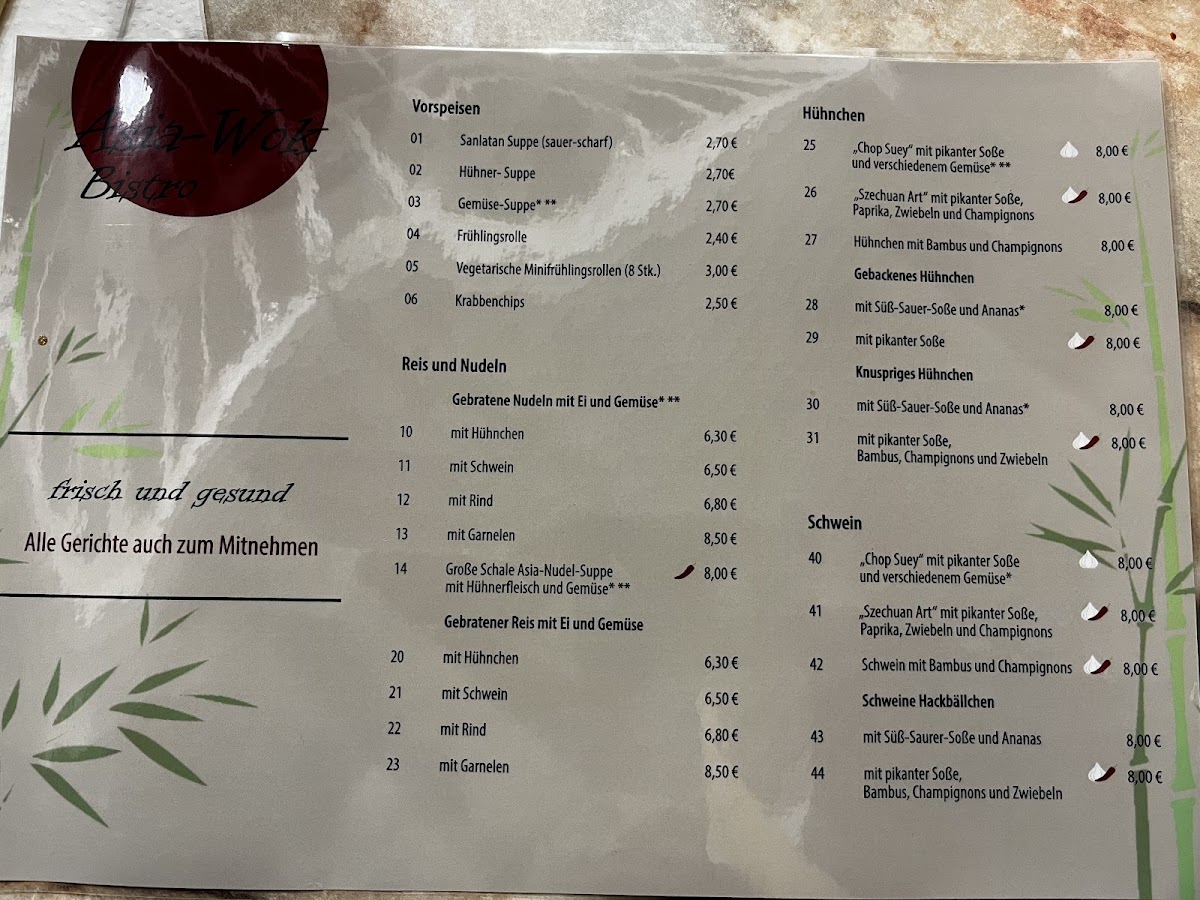 Asia-Wok
Bistro
frisch und gesund
Alle Gerichte auch zum Mitnehmen
Vorspeisen
01 Sanlatan Suppe (sauer-scharf) 2,70 €
02 Hühner- Suppe 2,70€
03 Gemüse-Suppe* ** 2,70 €
04 Frühlingsrolle 2,40 €
05 Vegetarische Minifrühlingsrollen (8 Stk.) 3,00 €
06 Krabbenchips 2,50 €
Reis und Nudeln
Gebratene Nudeln mit Ei und Gemüse* **
10 mit Hühnchen 6,30 €
11 mit Schwein 6,50 €
12 mit Rind 6,80 €
13 mit Garnelen 8,50 €
14 Große Schale Asia-Nudel-Suppe 8,00 €
mit Hühnerfleisch und Gemüse* **
Gebratener Reis mit Ei und Gemüse
20 mit Hühnchen 6,30 €
21 mit Schwein 6,50 €
22 mit Rind 6,80 €
23 mit Garnelen 8,50 €
Hühnchen
25 „Chop Suey“ mit pikanter Soße 8,00 €
und verschiedenem Gemüse* **
26 „Szechuan Art“ mit pikanter Soße, 8,00 €
Paprika, Zwiebeln und Champignons
27 Hühnchen mit Bambus und Champignons 8,00 €
Gebackenes Hühnchen
28 mit Süß-Sauer-Soße und Ananas* 8,00 €
29 mit pikanter Soße 8,00 €
Knuspriges Hühnchen
30 mit Süß-Sauer-Soße und Ananas* 8,00 €
31 mit pikanter Soße, 8,00 €
Bambus, Champignons und Zwiebeln
Schwein
40 „Chop Suey“ mit pikanter Soße 8,00 €
und verschiedenem Gemüse*
41 „Szechuan Art“ mit pikanter Soße, 8,00 €
Paprika, Zwiebeln und Champignons
42 Schwein mit Bambus und Champignons 8,00 €
Schweine Hackbällchen
43 mit Süß-Saurer-Soße und Ananas 8,00 €
44 mit pikanter Soße, 8,00 €
Bambus, Champignons und Zwiebeln